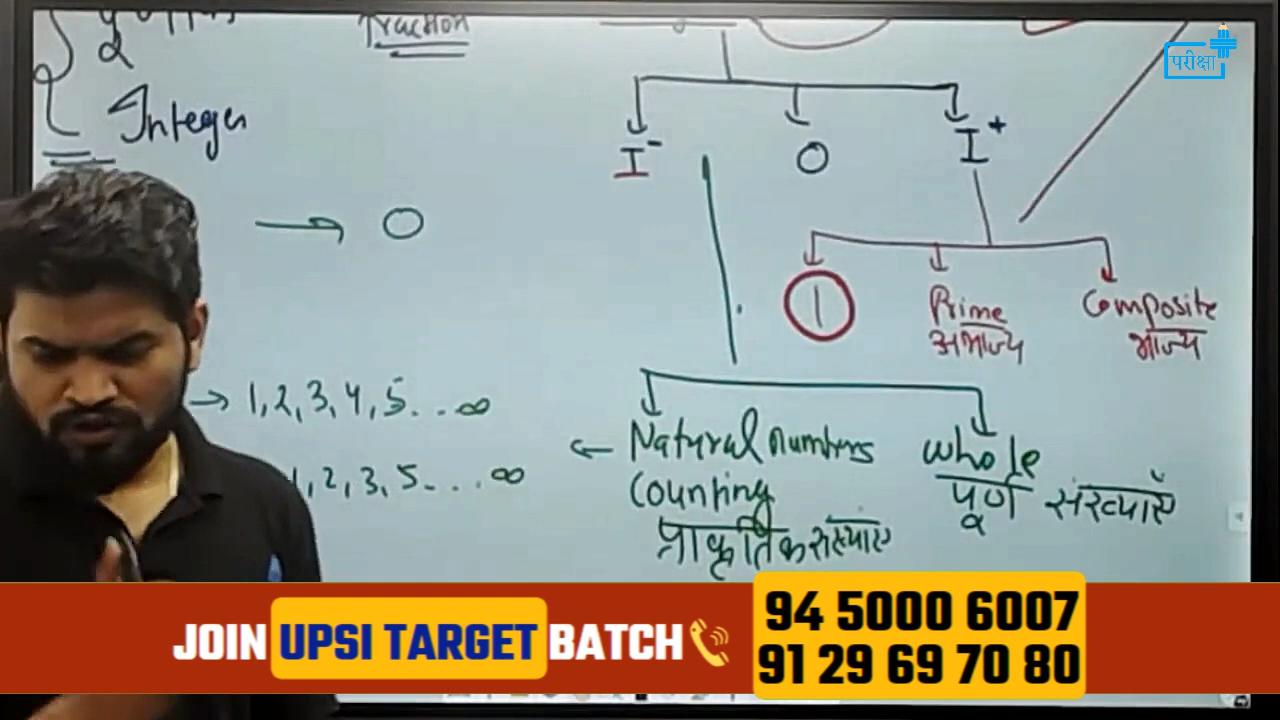 Fraction
परीक्षा
Integer
I⁻ 0 I⁺
→ 0
1 Prime Composite
अभाज्य भाज्य
→ 1, 2, 3, 4, 5... ∞
← Natural numbers whole
1, 2, 3, 5.... ∞
Counting पूर्ण संख्याएँ
प्राकृतिक संख्याएं
JOIN UPSI TARGET BATCH
94 5000 6007
91 29 69 70 80